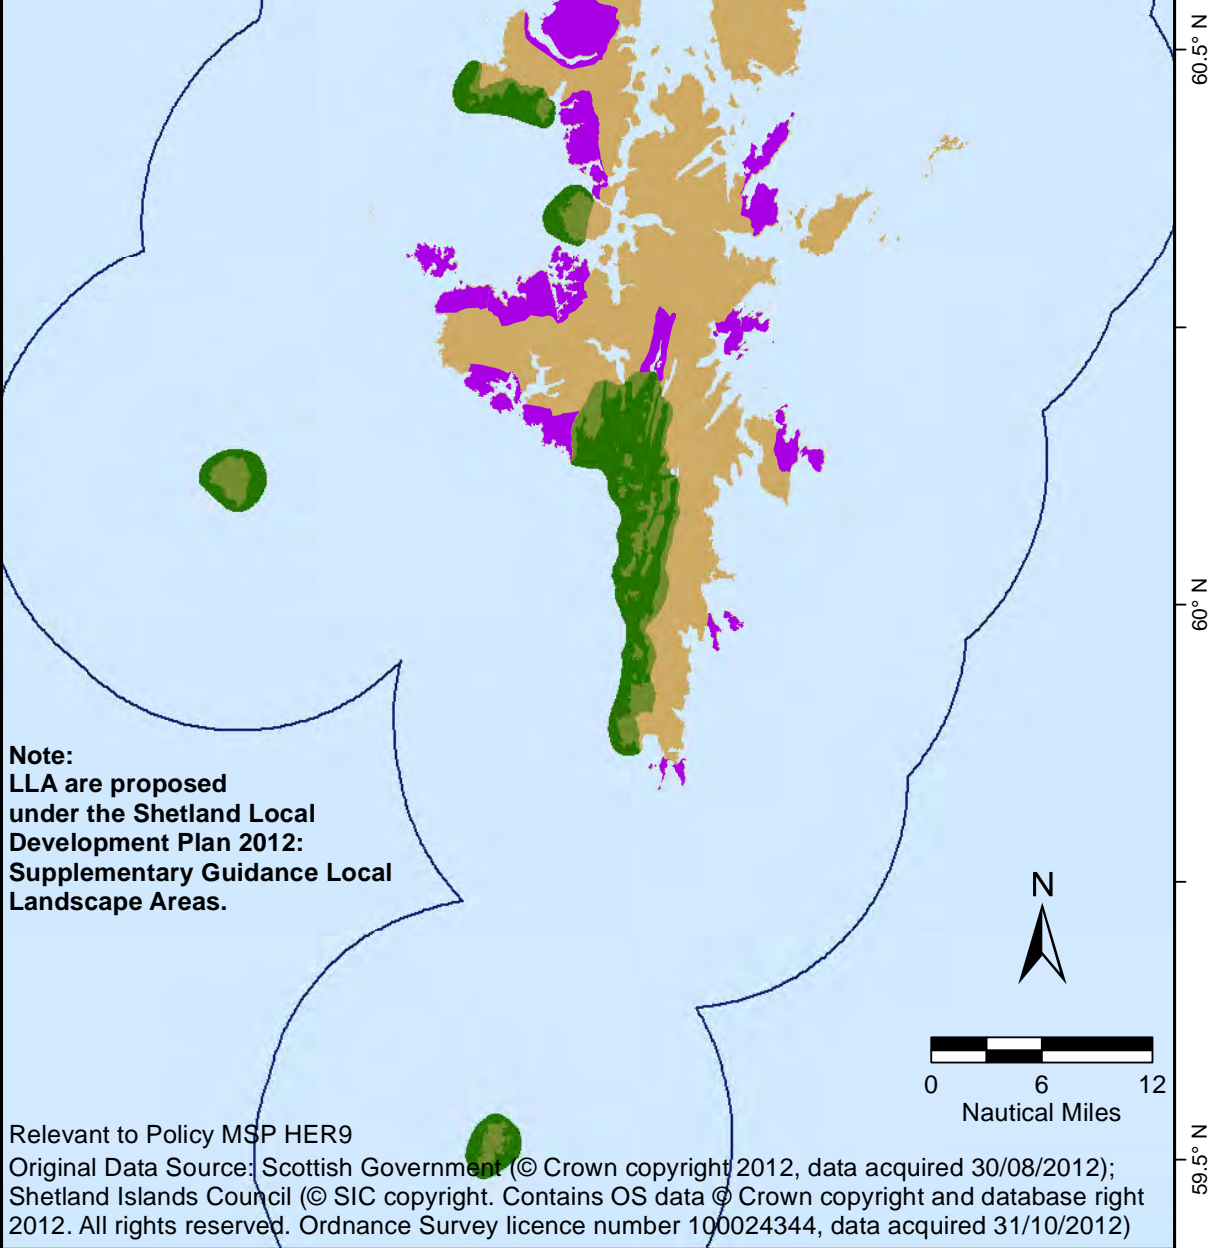 60.5° N
60° N
Note:
LLA are proposed
under the Shetland Local
Development Plan 2012:
Supplementary Guidance Local
Landscape Areas.
N
0 6 12
Nautical Miles
59.5° N
Relevant to Policy MSP HER9
Original Data Source: Scottish Government (© Crown copyright 2012, data acquired 30/08/2012);
Shetland Islands Council (© SIC copyright. Contains OS data © Crown copyright and database right
2012. All rights reserved. Ordnance Survey licence number 100024344, data acquired 31/10/2012)